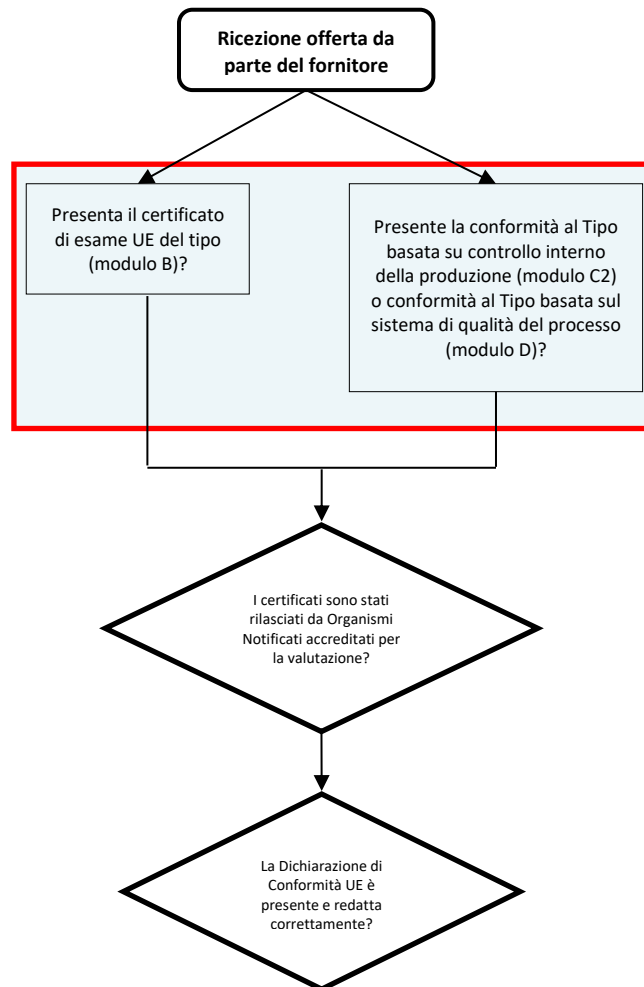 Ricezione offerta da
parte del fornitore
Presenta il certificato
di esame UE del tipo
(modulo B)?
Presente la conformità al Tipo
basata su controllo interno
della produzione (modulo C2)
o conformità al Tipo basata sul
sistema di qualità del processo
(modulo D)?
I certificati sono stati
rilasciati da Organismi
Notificati accreditati per
la valutazione?
La Dichiarazione di
Conformità UE è
presente e redatta
correttamente?